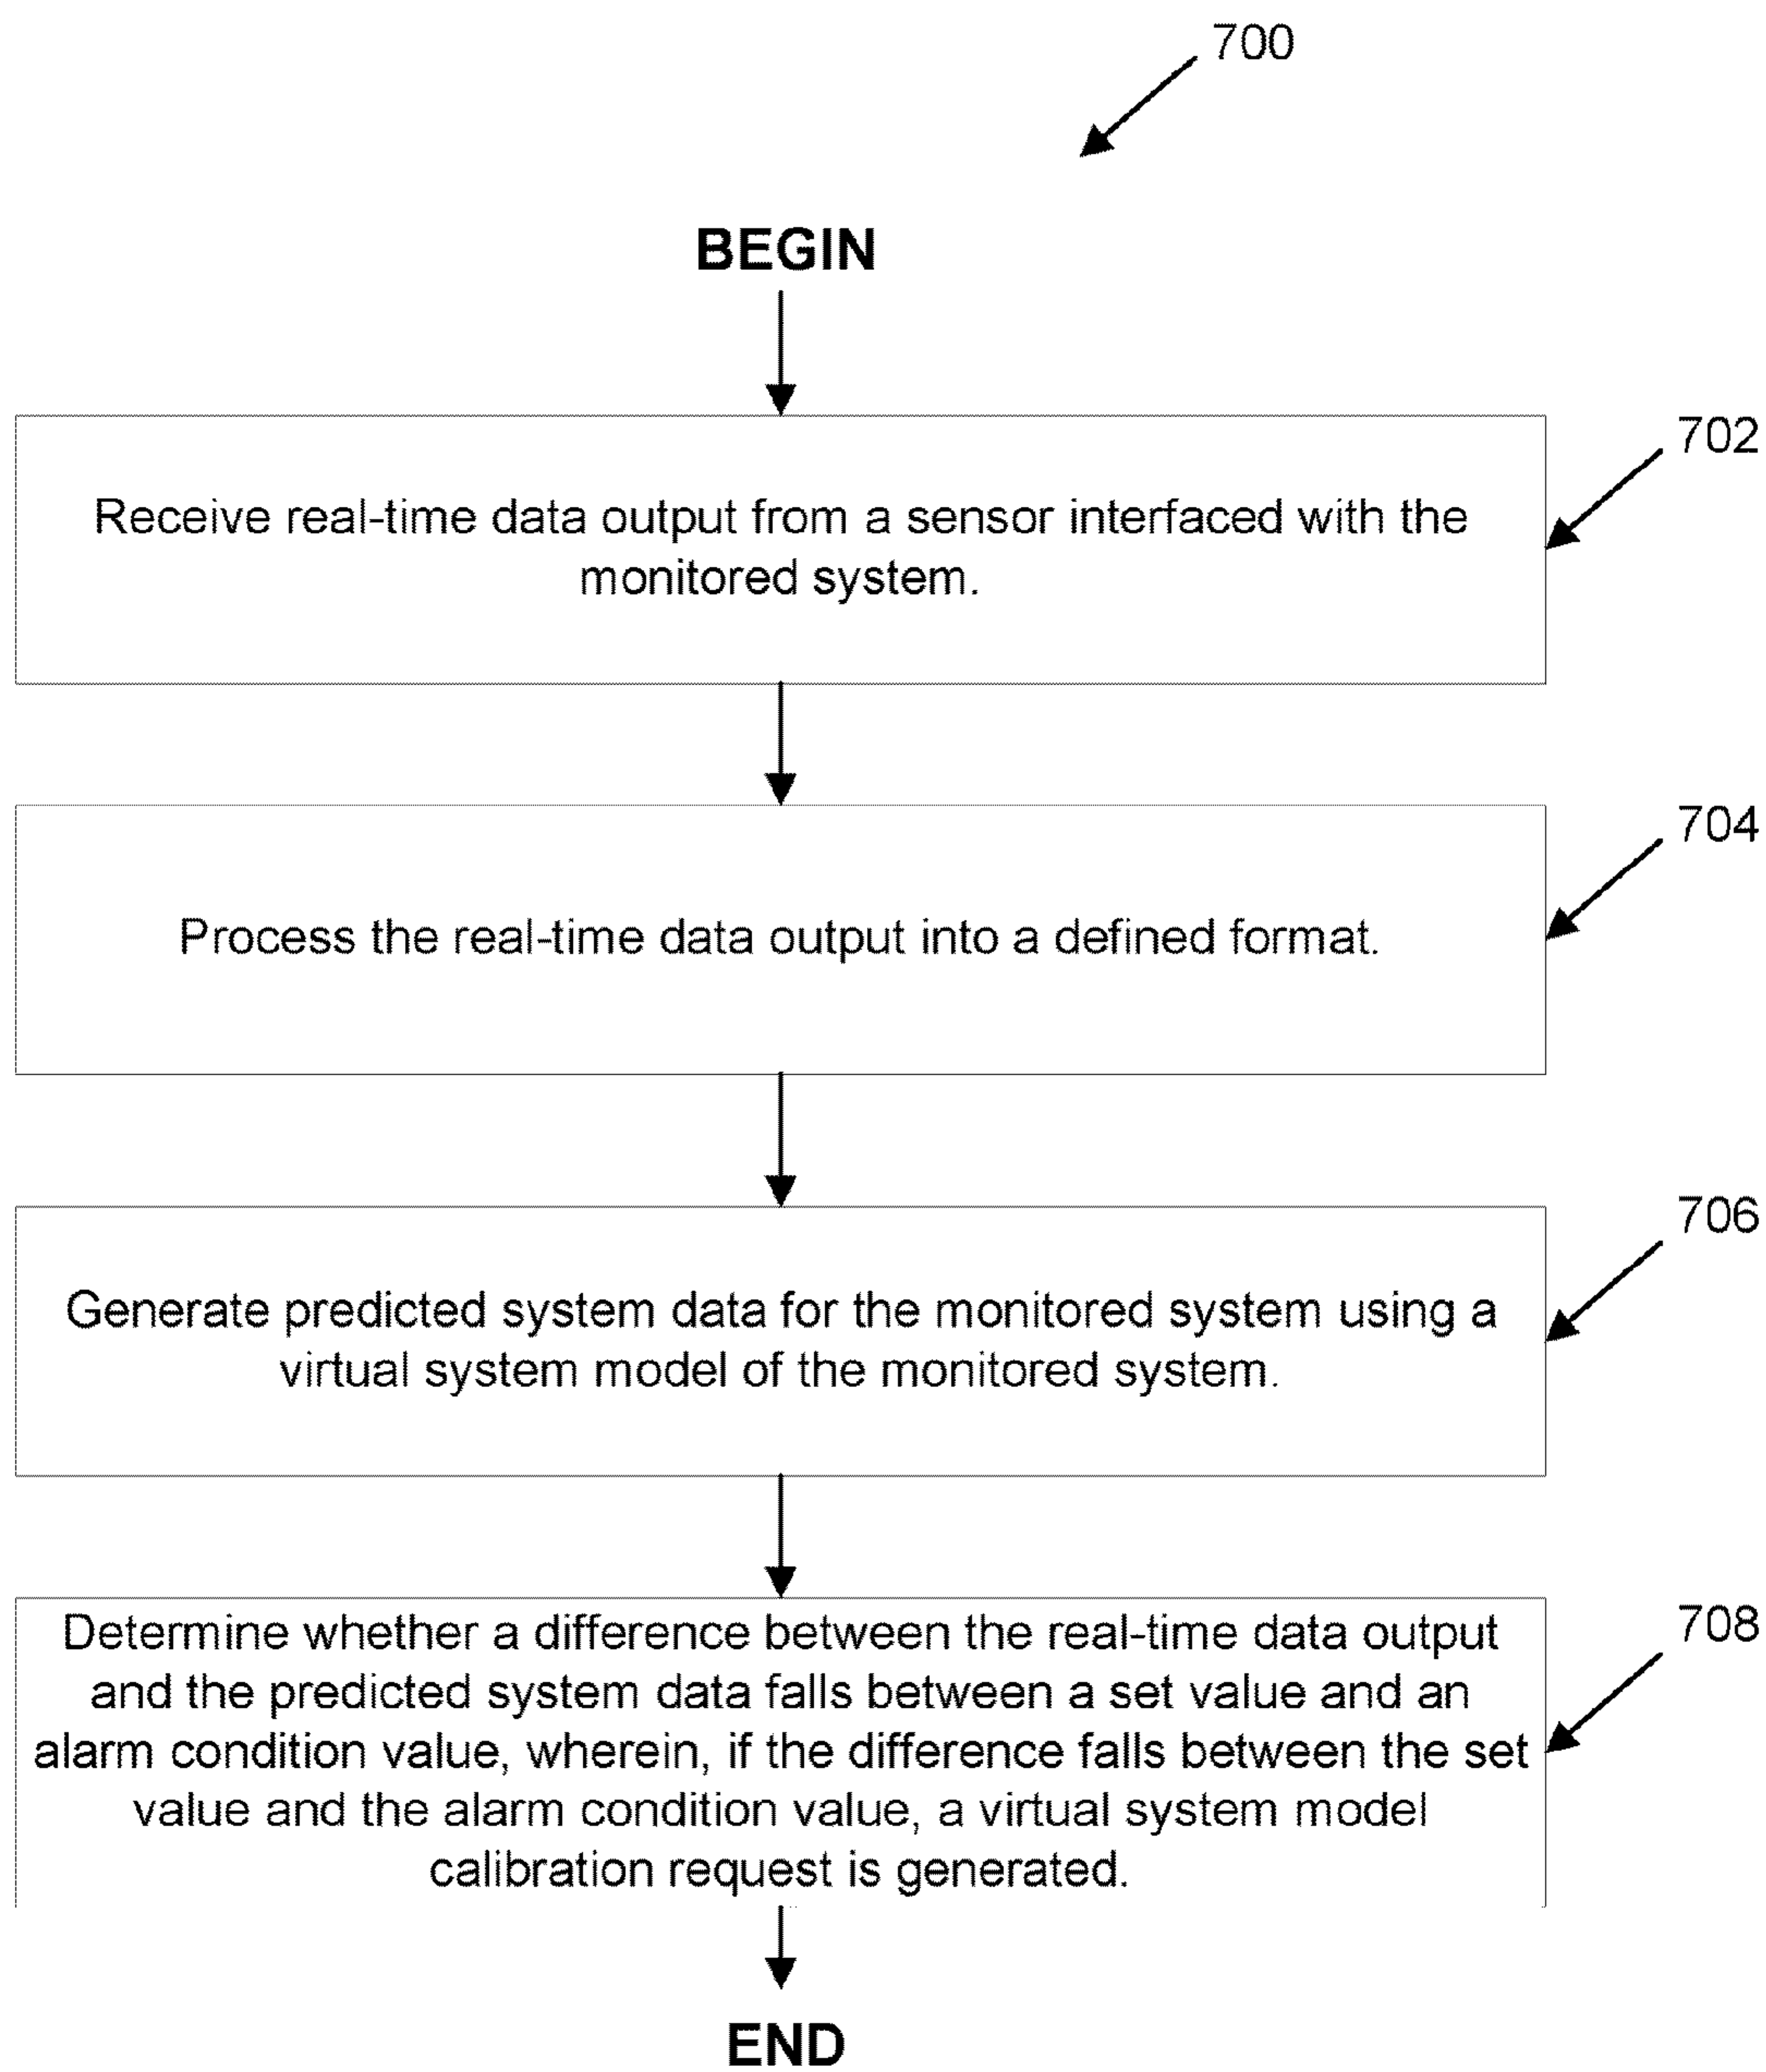 700
BEGIN
702
Receive real-time data output from a sensor interfaced with the
monitored system.
704
Process the real-time data output into a defined format.
706
Generate predicted system data for the monitored system using a
virtual system model of the monitored system.
708
Determine whether a difference between the real-time data output
and the predicted system data falls between a set value and an
alarm condition value, wherein, if the difference falls between the set
value and the alarm condition value, a virtual system model
calibration request is generated.
END